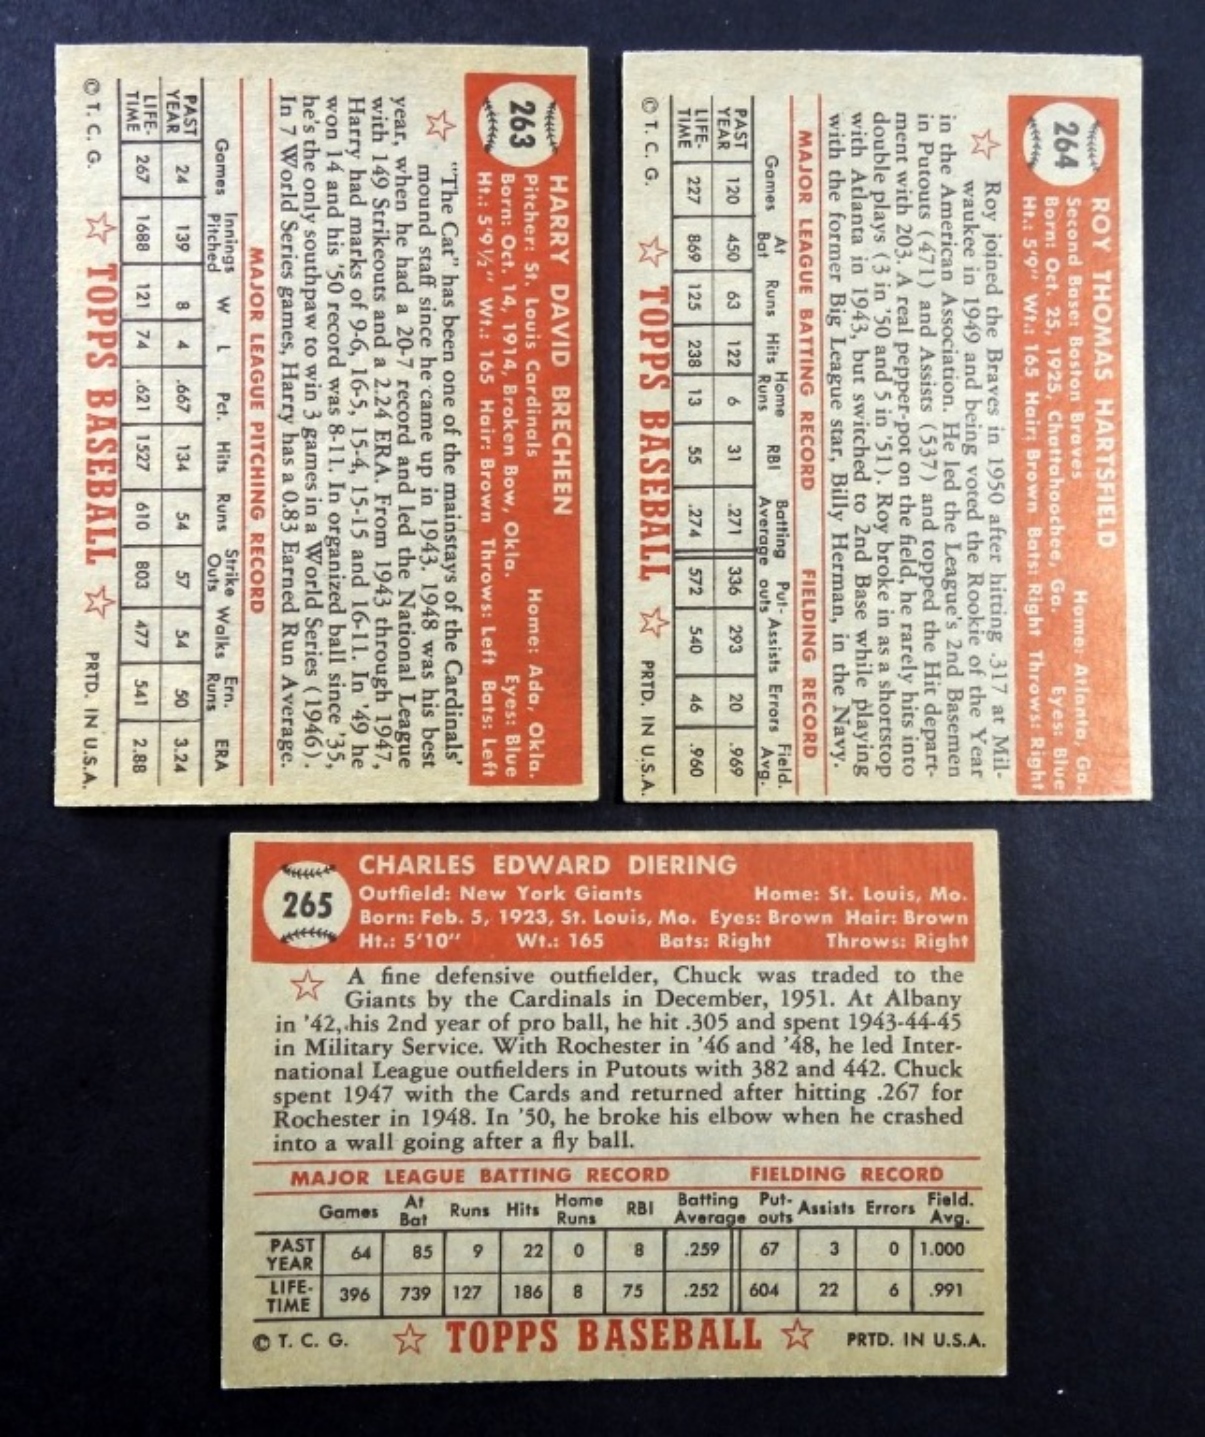 263
HARRY DAVID BRECHEEN
Pitcher: St. Louis Cardinals Home: Ada, Okla.
Born: Oct. 14, 1914, Broken Bow, Okla. Eyes: Blue
Ht.: 5'9½" Wt.: 165 Hair: Brown Throws: Left Bats: Left
"The Cat" has been one of the mainstays of the Cardinals'
mound staff since he came up in 1943. 1948 was his best
year, when he had a 20-7 record and led the National League
with 149 Strikeouts and a 2.24 ERA. From 1943 through 1947,
Harry had marks of 9-6, 16-5, 15-4, 15-15 and 16-11. In '49 he
won 14 and his '50 record was 8-11. In organized ball since '35,
he's the only southpaw to win 3 games in a World Series (1946).
In 7 World Series games, Harry has a 0.83 Earned Run Average.
MAJOR LEAGUE PITCHING RECORD
Games Innings Pitched W L Pct. Hits Runs Strike Outs Walks Ern. Runs ERA
PAST YEAR 24 139 8 4 .667 134 54 57 54 50 3.24
LIFE-TIME 267 1688 121 74 .621 1527 610 803 477 541 2.88
© T. C. G. TOPPS BASEBALL PRTD. IN U.S.A.
264
ROY THOMAS HARTSFIELD
Second Base: Boston Braves Home: Atlanta, Ga.
Born: Oct. 25, 1925, Chattahoochee, Ga. Eyes: Blue
Ht.: 5'9" Wt.: 165 Hair: Brown Bats: Right Throws: Right
Roy joined the Braves in 1950 after hitting .317 at Mil-
waukee in 1949 and being voted the Rookie of the Year
in the American Association. He led the League's 2nd Basemen
in Putouts (471) and Assists (537) and topped the Hit depart-
ment with 203. A real pepper-pot on the field, he rarely hits into
double plays (3 in '50 and 5 in '51). Roy broke in as a shortstop
with Atlanta in 1943, but switched to 2nd Base while playing
with the former Big League star, Billy Herman, in the Navy.
MAJOR LEAGUE BATTING RECORD FIELDING RECORD
Games At Bat Runs Hits Home Runs RBI Batting Average Put-outs Assists Errors Field. Avg.
PAST YEAR 120 450 63 122 6 31 .271 336 293 20 .969
LIFE-TIME 227 869 125 238 13 55 .274 572 540 46 .960
© T. C. G. TOPPS BASEBALL PRTD. IN U.S.A.
265
CHARLES EDWARD DIERING
Outfield: New York Giants Home: St. Louis, Mo.
Born: Feb. 5, 1923, St. Louis, Mo. Eyes: Brown Hair: Brown
Ht.: 5'10" Wt.: 165 Bats: Right Throws: Right
A fine defensive outfielder, Chuck was traded to the
Giants by the Cardinals in December, 1951. At Albany
in '42, his 2nd year of pro ball, he hit .305 and spent 1943-44-45
in Military Service. With Rochester in '46 and '48, he led Inter-
national League outfielders in Putouts with 382 and 442. Chuck
spent 1947 with the Cards and returned after hitting .267 for
Rochester in 1948. In '50, he broke his elbow when he crashed
into a wall going after a fly ball.
MAJOR LEAGUE BATTING RECORD FIELDING RECORD
Games At Bat Runs Hits Home Runs RBI Batting Average Put-outs Assists Errors Field. Avg.
PAST YEAR 64 85 9 22 0 8 .259 67 3 0 1.000
LIFE-TIME 396 739 127 186 8 75 .252 604 22 6 .991
© T. C. G. TOPPS BASEBALL PRTD. IN U.S.A.